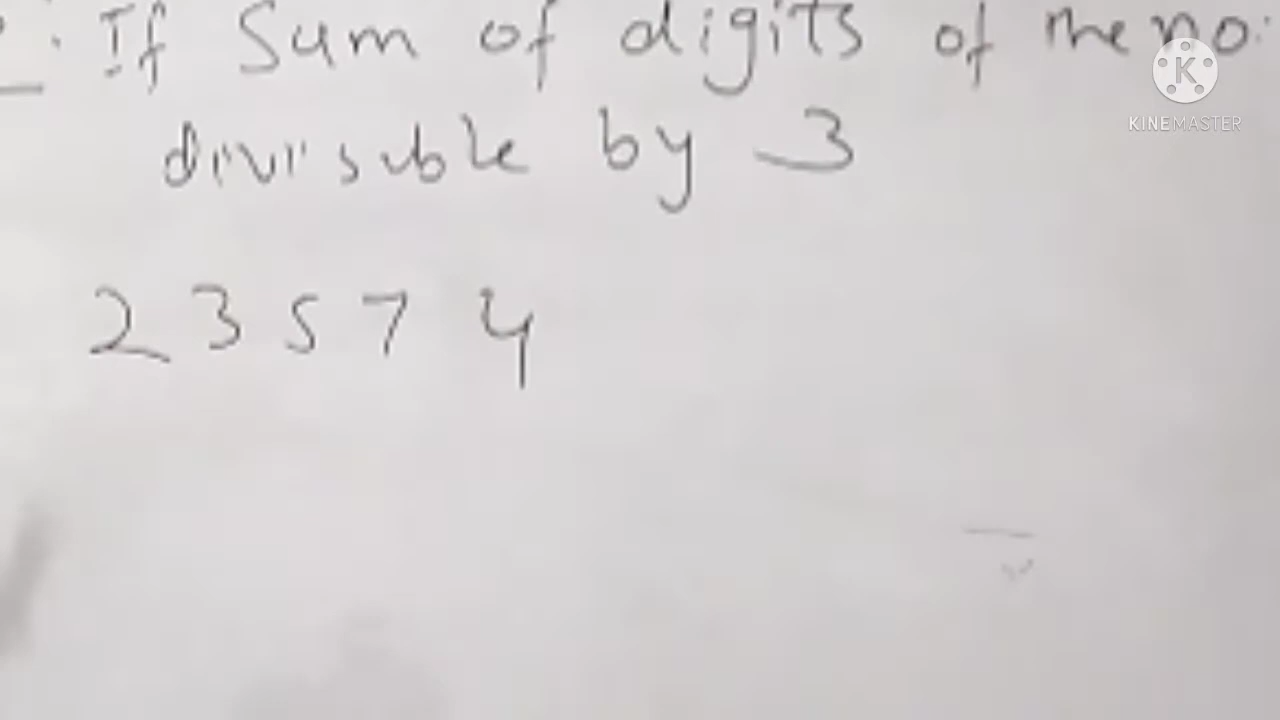 : If Sum of digits of the no:
divisible by 3
2 3 5 7 4
KINEMASTER